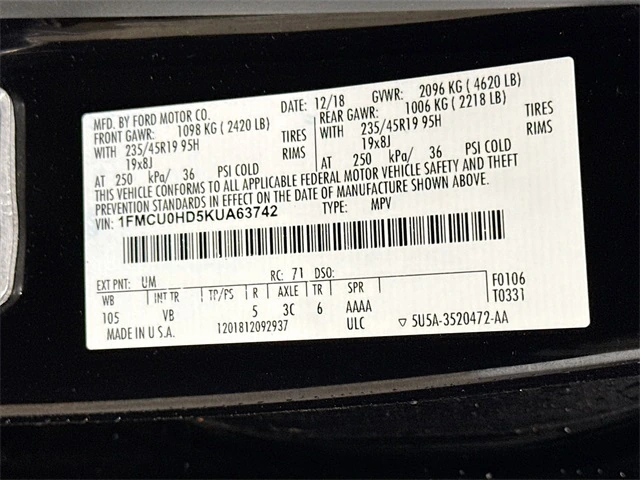 MFD. BY FORD MOTOR CO. DATE: 12/18 GVWR: 2096 KG ( 4620 LB)
FRONT GAWR: 1098 KG ( 2420 LB) REAR GAWR: 1006 KG ( 2218 LB)
WITH 235/45R19 95H TIRES WITH 235/45R19 95H TIRES
19x8J RIMS 19x8J RIMS
AT 250 kPa/ 36 PSI COLD AT 250 kPa/ 36 PSI COLD
THIS VEHICLE CONFORMS TO ALL APPLICABLE FEDERAL MOTOR VEHICLE SAFETY AND THEFT
PREVENTION STANDARDS IN EFFECT ON THE DATE OF MANUFACTURE SHOWN ABOVE.
VIN: 1FMCU0HD5KUA63742 TYPE: MPV
EXT PNT: UM RC: 71 DSO: F0106
WB INT TR TP/PS R AXLE TR SPR T0331
105 VB 5 3C 6 AAAA
MADE IN U.S.A. 1201812092937 ULC ▽ 5U5A-3520472-AA